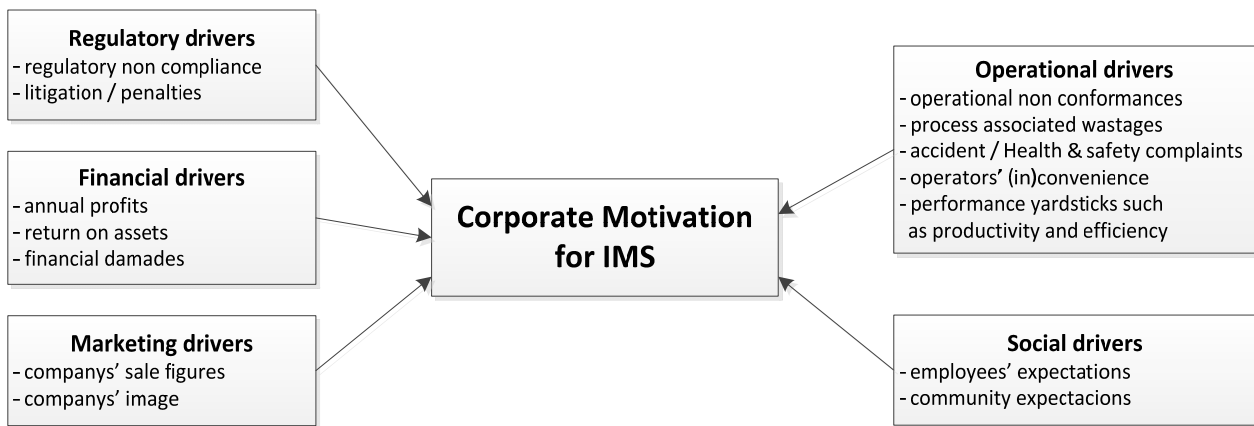 Regulatory drivers
- regulatory non compliance
- litigation / penalties
Financial drivers
- annual profits
- return on assets
- financial damades
Marketing drivers
- companys' sale figures
- companys' image
Corporate Motivation
for IMS
Operational drivers
- operational non conformances
- process associated wastages
- accident / Health & safety complaints
- operators' (in)convenience
- performance yardsticks such
as productivity and efficiency
Social drivers
- employees' expectations
- community expectacions